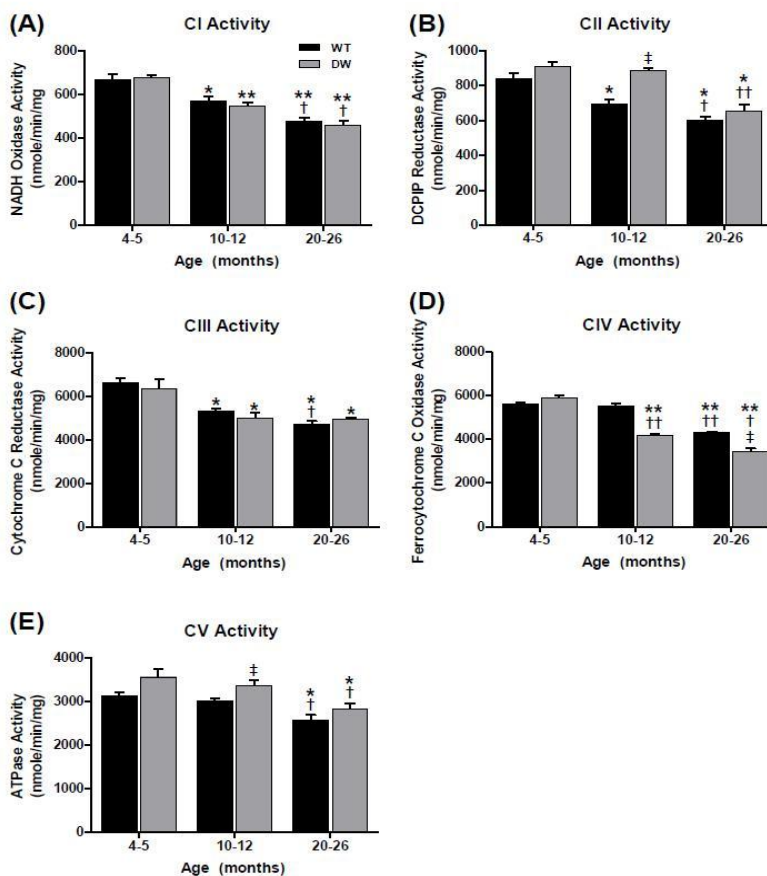 (A)
CI Activity
WT
DW
NADH Oxidase Activity
(nmole/min/mg)
800
600
400
200
0
*
**
**
†
**
†
4-5
10-12
20-26
Age (months)
(B)
CII Activity
DCPIP Reductase Activity
(nmole/min/mg)
1000
800
600
400
200
0
*
‡
*
†
*
††
4-5
10-12
20-26
Age (months)
(C)
CIII Activity
Cytochrome C Reductase Activity
(nmole/min/mg)
8000
6000
4000
2000
0
*
*
*
†
*
4-5
10-12
20-26
Age (months)
(D)
CIV Activity
Ferrocytochrome C Oxidase Activity
(nmole/min/mg)
8000
6000
4000
2000
0
**
††
**
††
**
†
‡
4-5
10-12
20-26
Age (months)
(E)
CV Activity
ATPase Activity
(nmole/min/mg)
4000
3000
2000
1000
0
‡
*
†
*
†
4-5
10-12
20-26
Age (months)